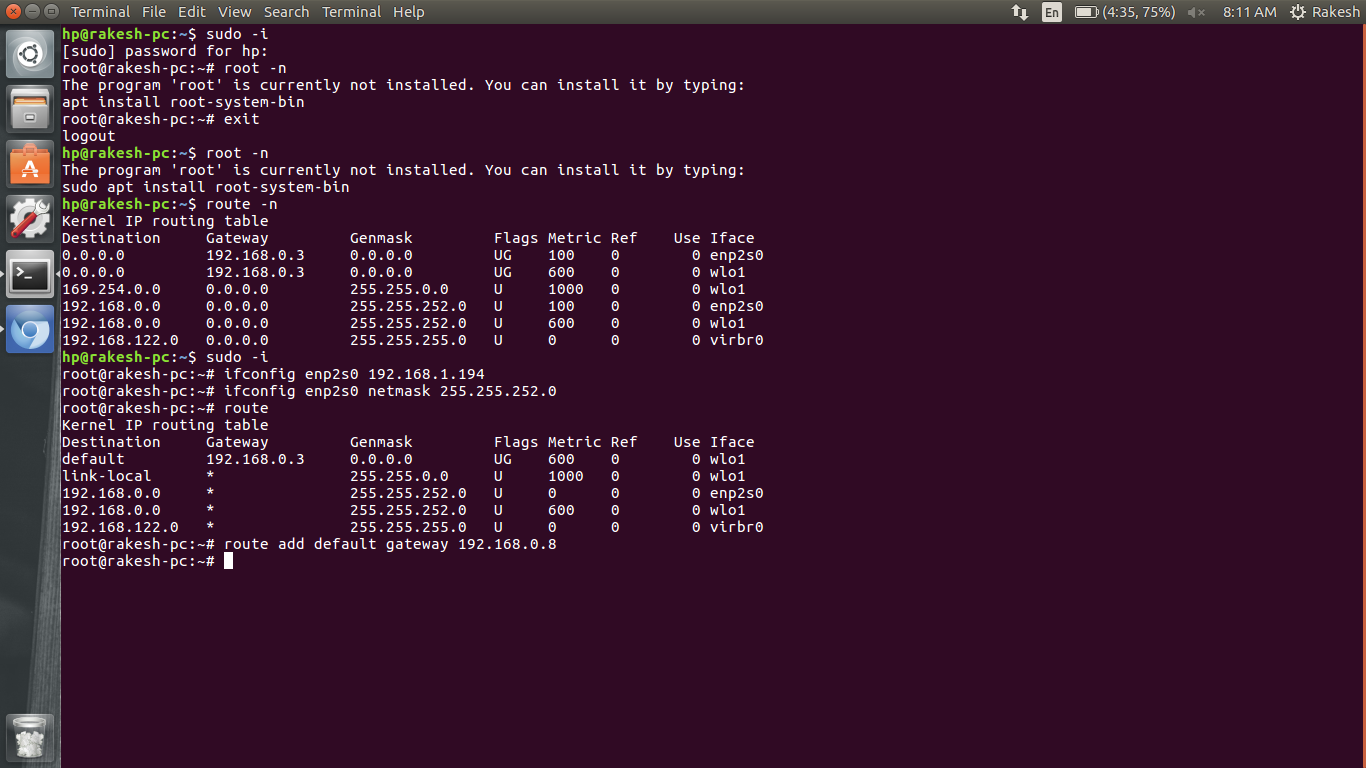 Terminal File Edit View Search Terminal Help En (4:35, 75%) 8:11 AM Rakesh
hp@rakesh-pc:~$ sudo -i
[sudo] password for hp:
root@rakesh-pc:~# root -n
The program 'root' is currently not installed. You can install it by typing:
apt install root-system-bin
root@rakesh-pc:~# exit
logout
hp@rakesh-pc:~$ root -n
The program 'root' is currently not installed. You can install it by typing:
sudo apt install root-system-bin
hp@rakesh-pc:~$ route -n
Kernel IP routing table
Destination     Gateway         Genmask         Flags Metric Ref    Use Iface
0.0.0.0         192.168.0.3     0.0.0.0         UG    100    0        0 enp2s0
0.0.0.0         192.168.0.3     0.0.0.0         UG    600    0        0 wlo1
169.254.0.0     0.0.0.0         255.255.0.0     U     1000   0        0 wlo1
192.168.0.0     0.0.0.0         255.255.252.0   U     100    0        0 enp2s0
192.168.0.0     0.0.0.0         255.255.252.0   U     600    0        0 wlo1
192.168.122.0   0.0.0.0         255.255.255.0   U     0      0        0 virbr0
hp@rakesh-pc:~$ sudo -i
root@rakesh-pc:~# ifconfig enp2s0 192.168.1.194
root@rakesh-pc:~# ifconfig enp2s0 netmask 255.255.252.0
root@rakesh-pc:~# route
Kernel IP routing table
Destination     Gateway         Genmask         Flags Metric Ref    Use Iface
default         192.168.0.3     0.0.0.0         UG    600    0        0 wlo1
link-local      *               255.255.0.0     U     1000   0        0 wlo1
192.168.0.0     *               255.255.252.0   U     0      0        0 enp2s0
192.168.0.0     *               255.255.252.0   U     600    0        0 wlo1
192.168.122.0   *               255.255.255.0   U     0      0        0 virbr0
root@rakesh-pc:~# route add default gateway 192.168.0.8
root@rakesh-pc:~#